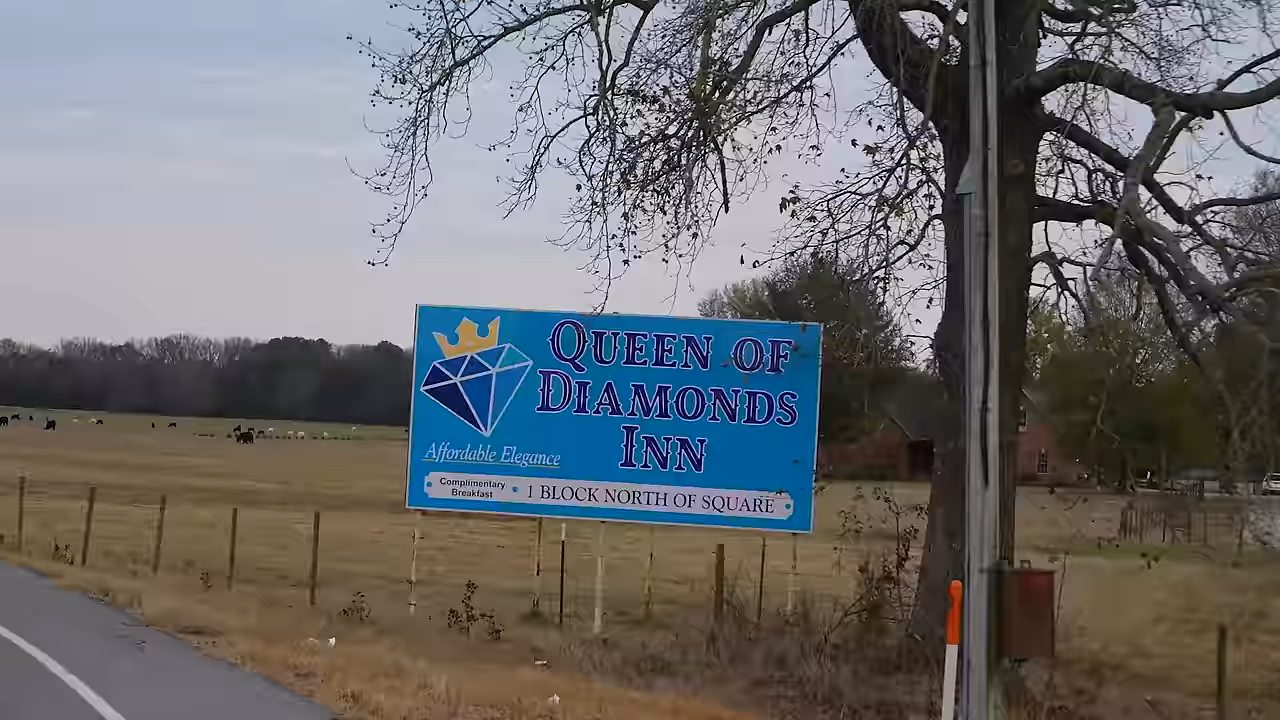 QUEEN OF
DIAMONDS
INN
Affordable Elegance
Complimentary
Breakfast
1 BLOCK NORTH OF SQUARE